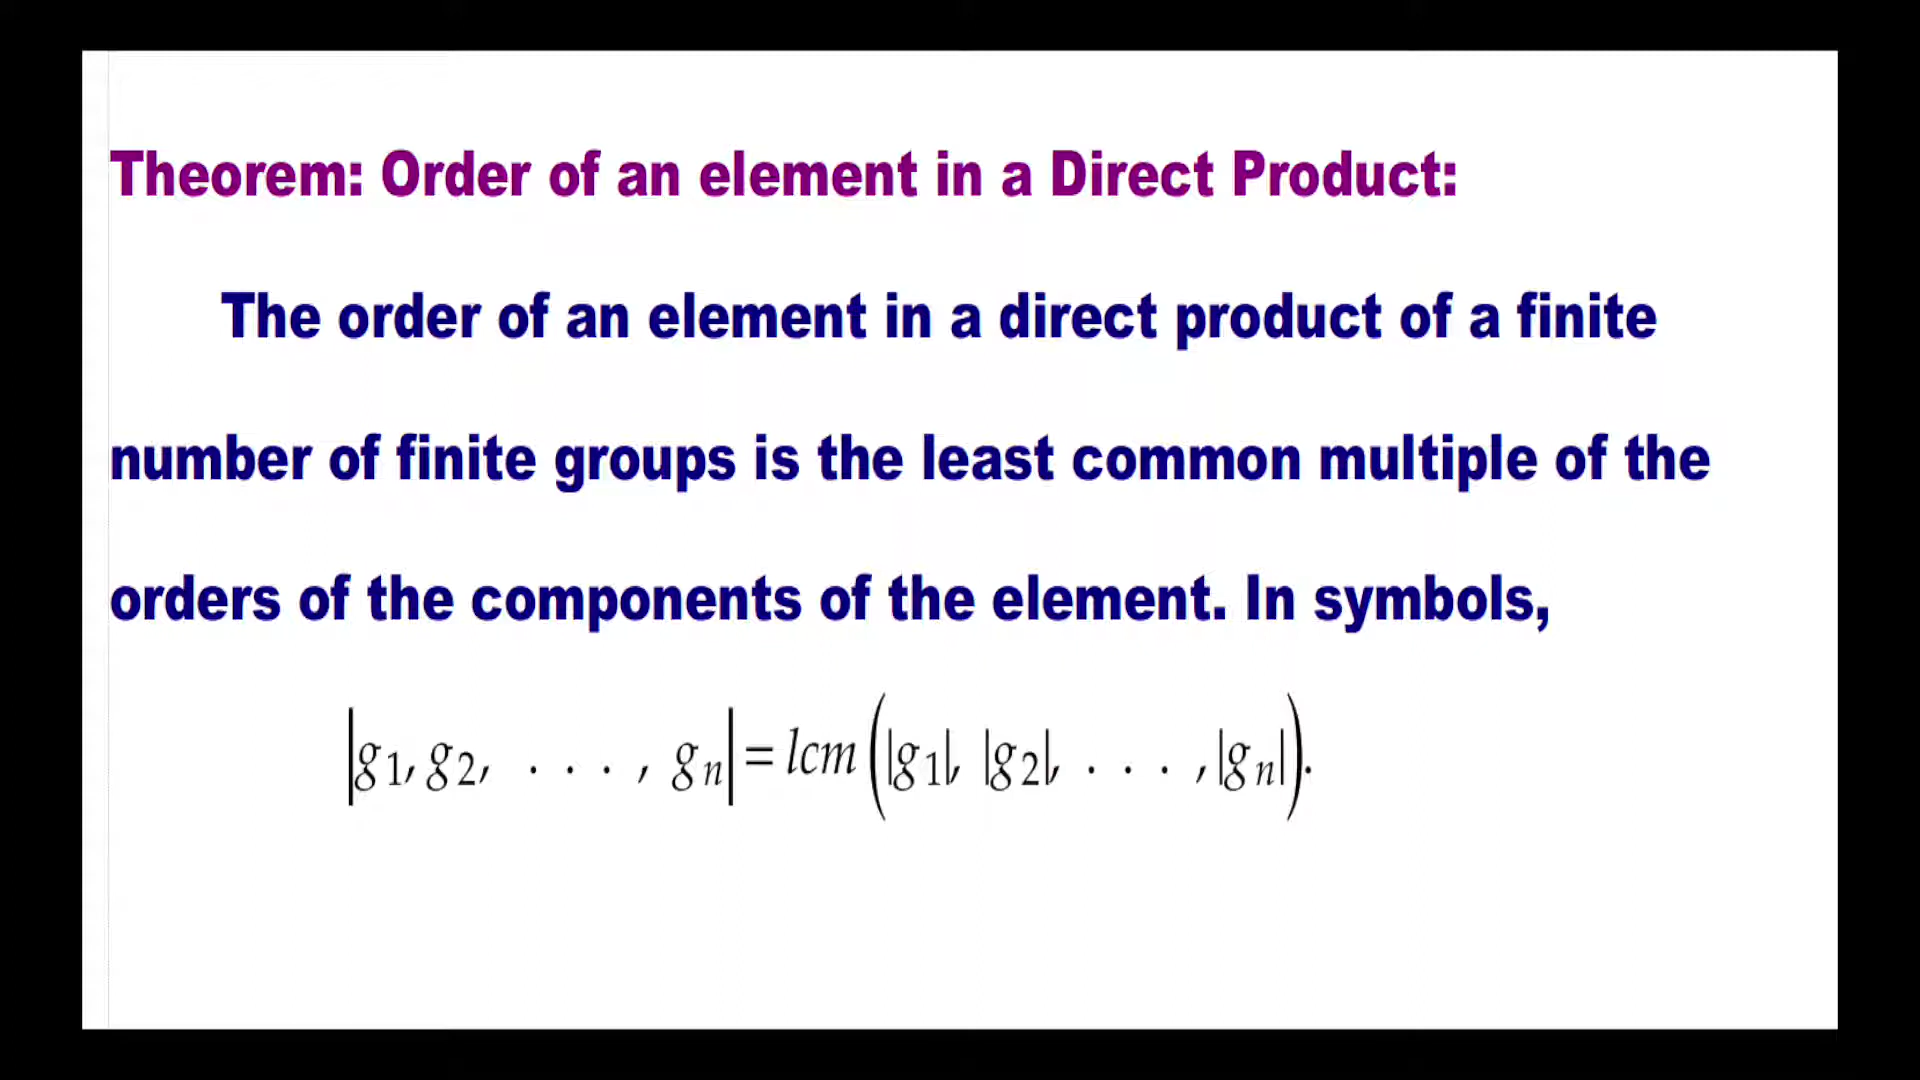 Theorem: Order of an element in a Direct Product:
The order of an element in a direct product of a finite
number of finite groups is the least common multiple of the
orders of the components of the element. In symbols,
|g₁, g₂, . . . , gₙ| = lcm (|g₁|, |g₂|, . . . , |gₙ|).